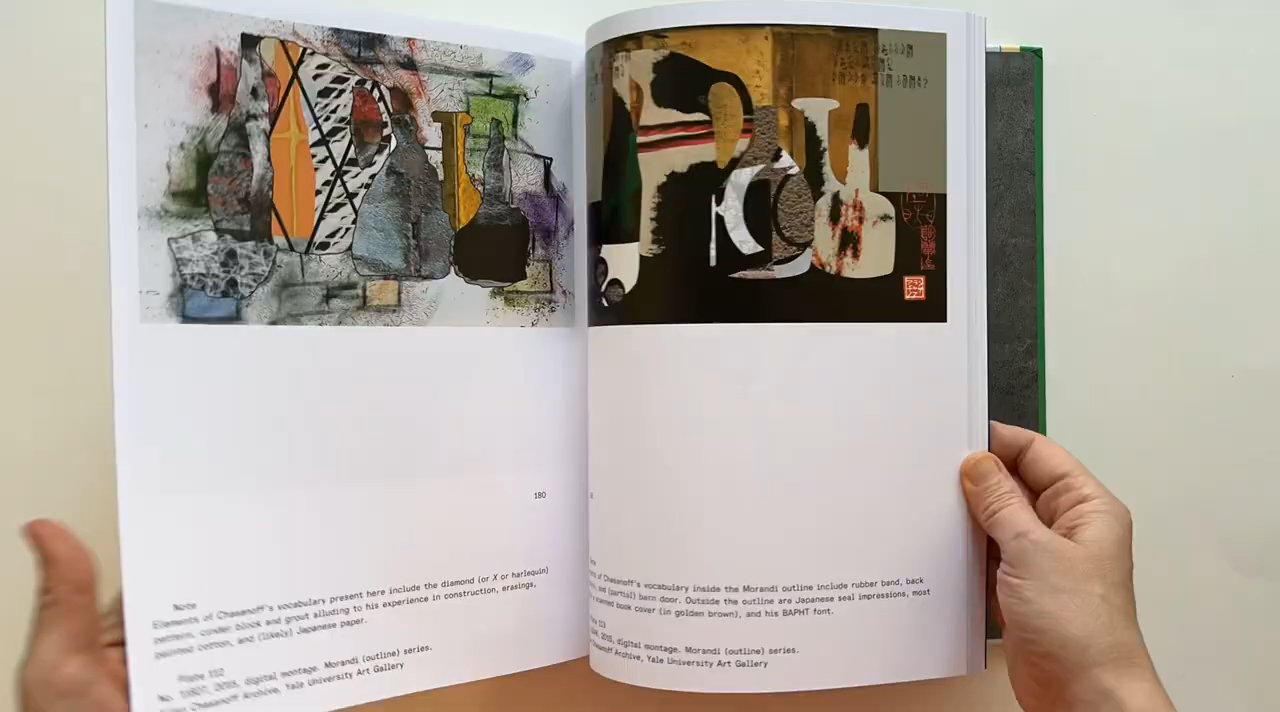 180
Note
Elements of Chasanoff's vocabulary present here include the diamond (or X or harlequin)
pattern, cinder block and grout alluding to his experience in construction, erasings,
painted cotton, and (likely) Japanese paper.
Plate 112
No. 2015, digital montage. Morandi (outline) series.
Chasanoff Archive, Yale University Art Gallery
of Chasanoff's vocabulary inside the Morandi outline include rubber band, back
and (partial) barn door. Outside the outline are Japanese seal impressions, most
a scanned book cover (in golden brown), and his BAPHT font.
113
2015, digital montage. Morandi (outline) series.
Chasanoff Archive, Yale University Art Gallery